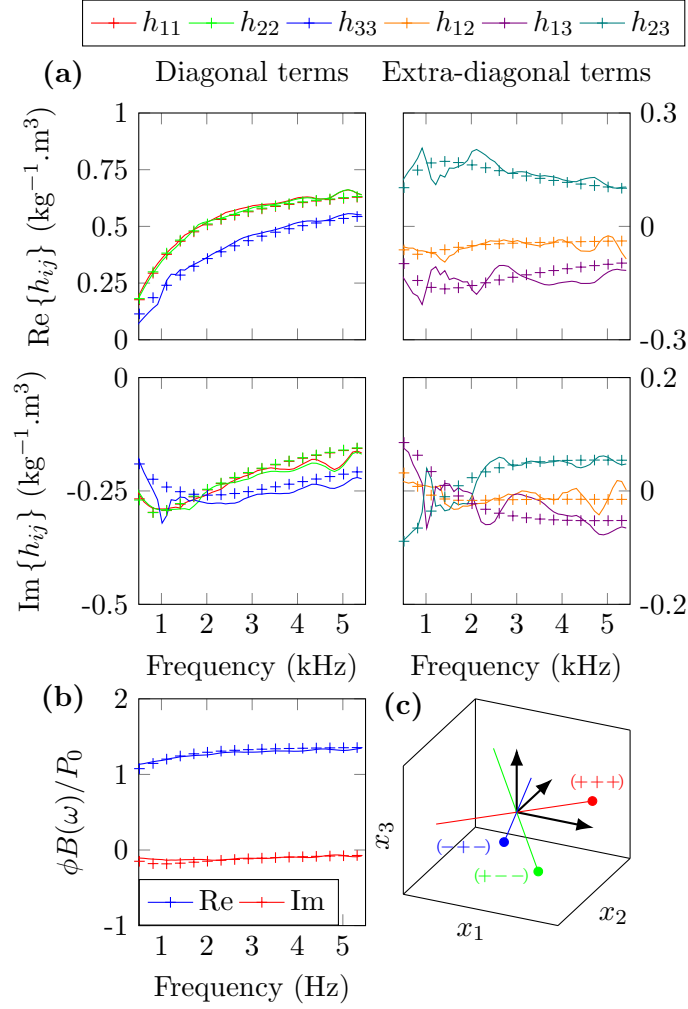 h11 h22 h33 h12 h13 h23
(a) Diagonal terms Extra-diagonal terms
Re {hij} (kg−1.m3)
1
0.75
0.5
0.25
0
0.3
0
-0.3
Im {hij} (kg−1.m3)
0
-0.25
-0.5
0.2
0
-0.2
1 2 3 4 5
1 2 3 4 5
Frequency (kHz) Frequency (kHz)
(b)
ϕB(ω)/P0
2
1
0
-1
Re Im
1 2 3 4 5
Frequency (Hz)
(c)
(+++)
(−+−)
(+−−)
x3
x1
x2